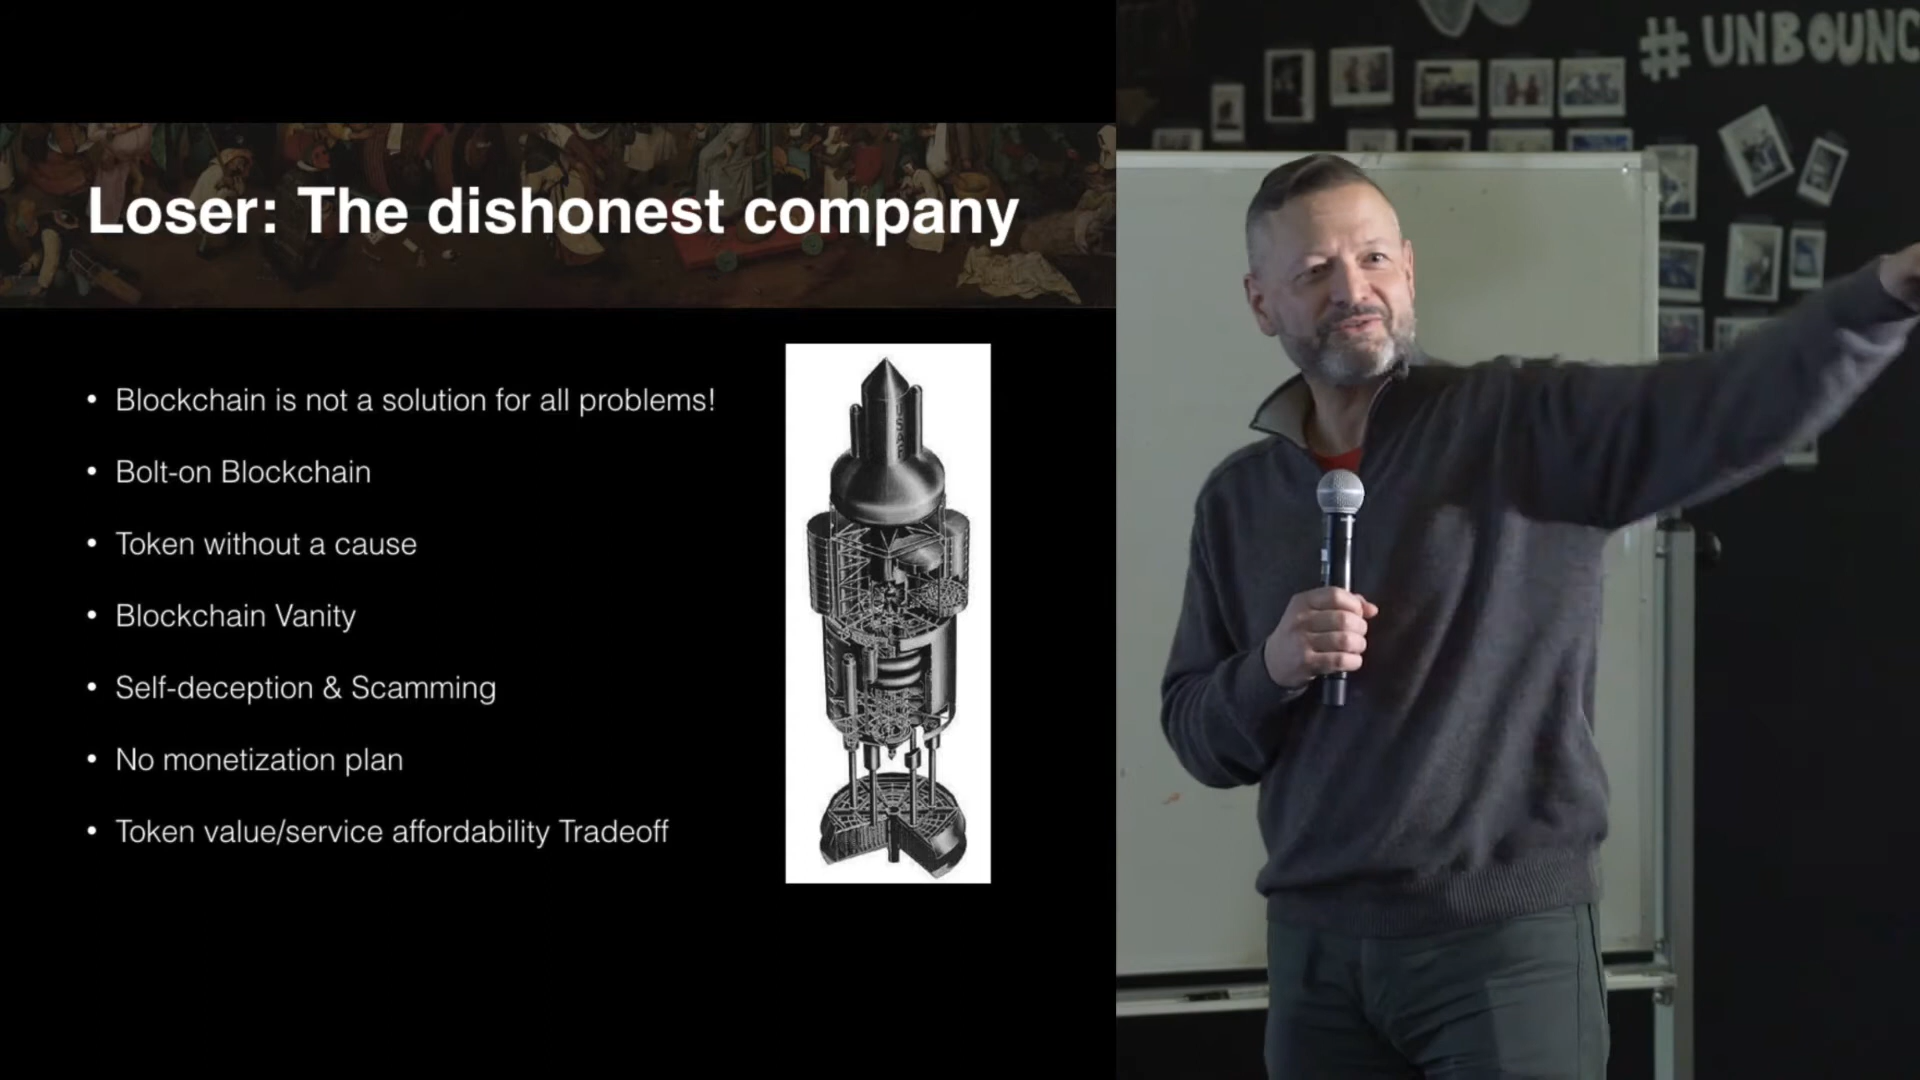 Loser: The dishonest company
• Blockchain is not a solution for all problems!
• Bolt-on Blockchain
• Token without a cause
• Blockchain Vanity
• Self-deception & Scamming
• No monetization plan
• Token value/service affordability Tradeoff
USAF
#UNBOUNC